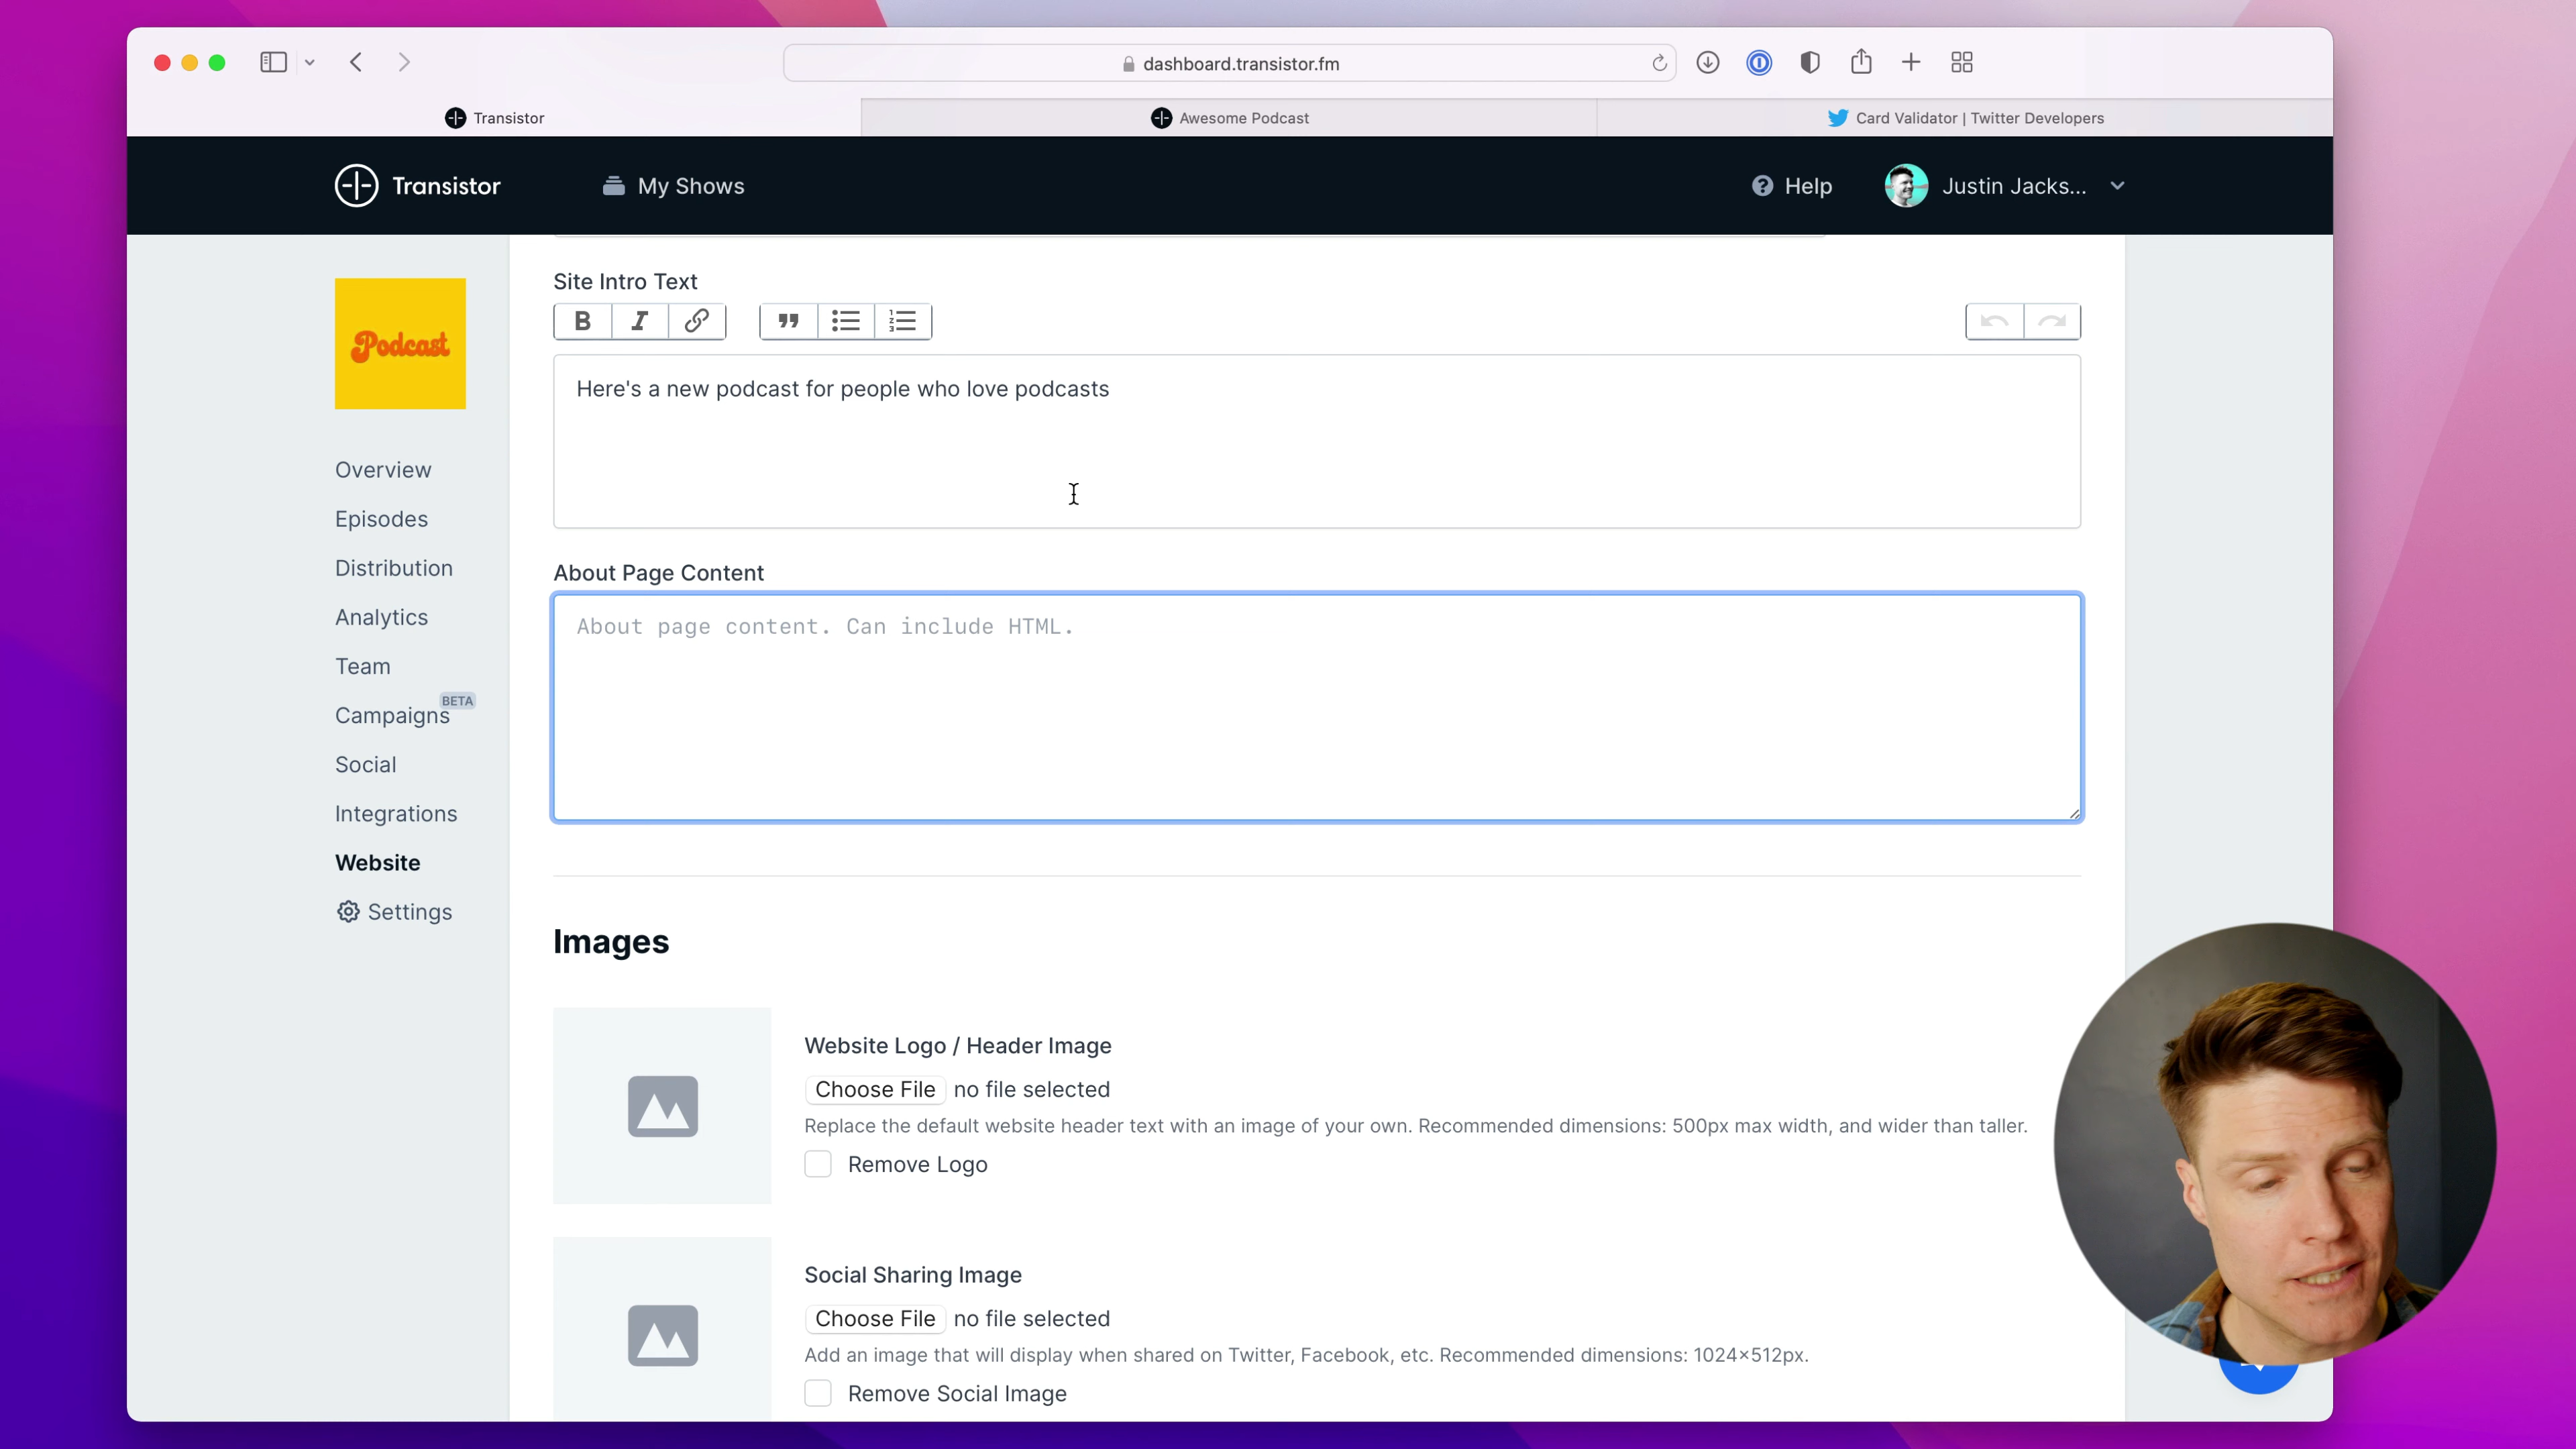 dashboard.transistor.fm
Transistor
Awesome Podcast
Card Validator | Twitter Developers
Transistor
My Shows
Help
Justin Jacks...
Podcast
Overview
Episodes
Distribution
Analytics
Team
Campaigns BETA
Social
Integrations
Website
Settings
Site Intro Text
B I
Here's a new podcast for people who love podcasts
About Page Content
About page content. Can include HTML.
Images
Website Logo / Header Image
Choose File no file selected
Replace the default website header text with an image of your own. Recommended dimensions: 500px max width, and wider than taller.
Remove Logo
Social Sharing Image
Choose File no file selected
Add an image that will display when shared on Twitter, Facebook, etc. Recommended dimensions: 1024×512px.
Remove Social Image